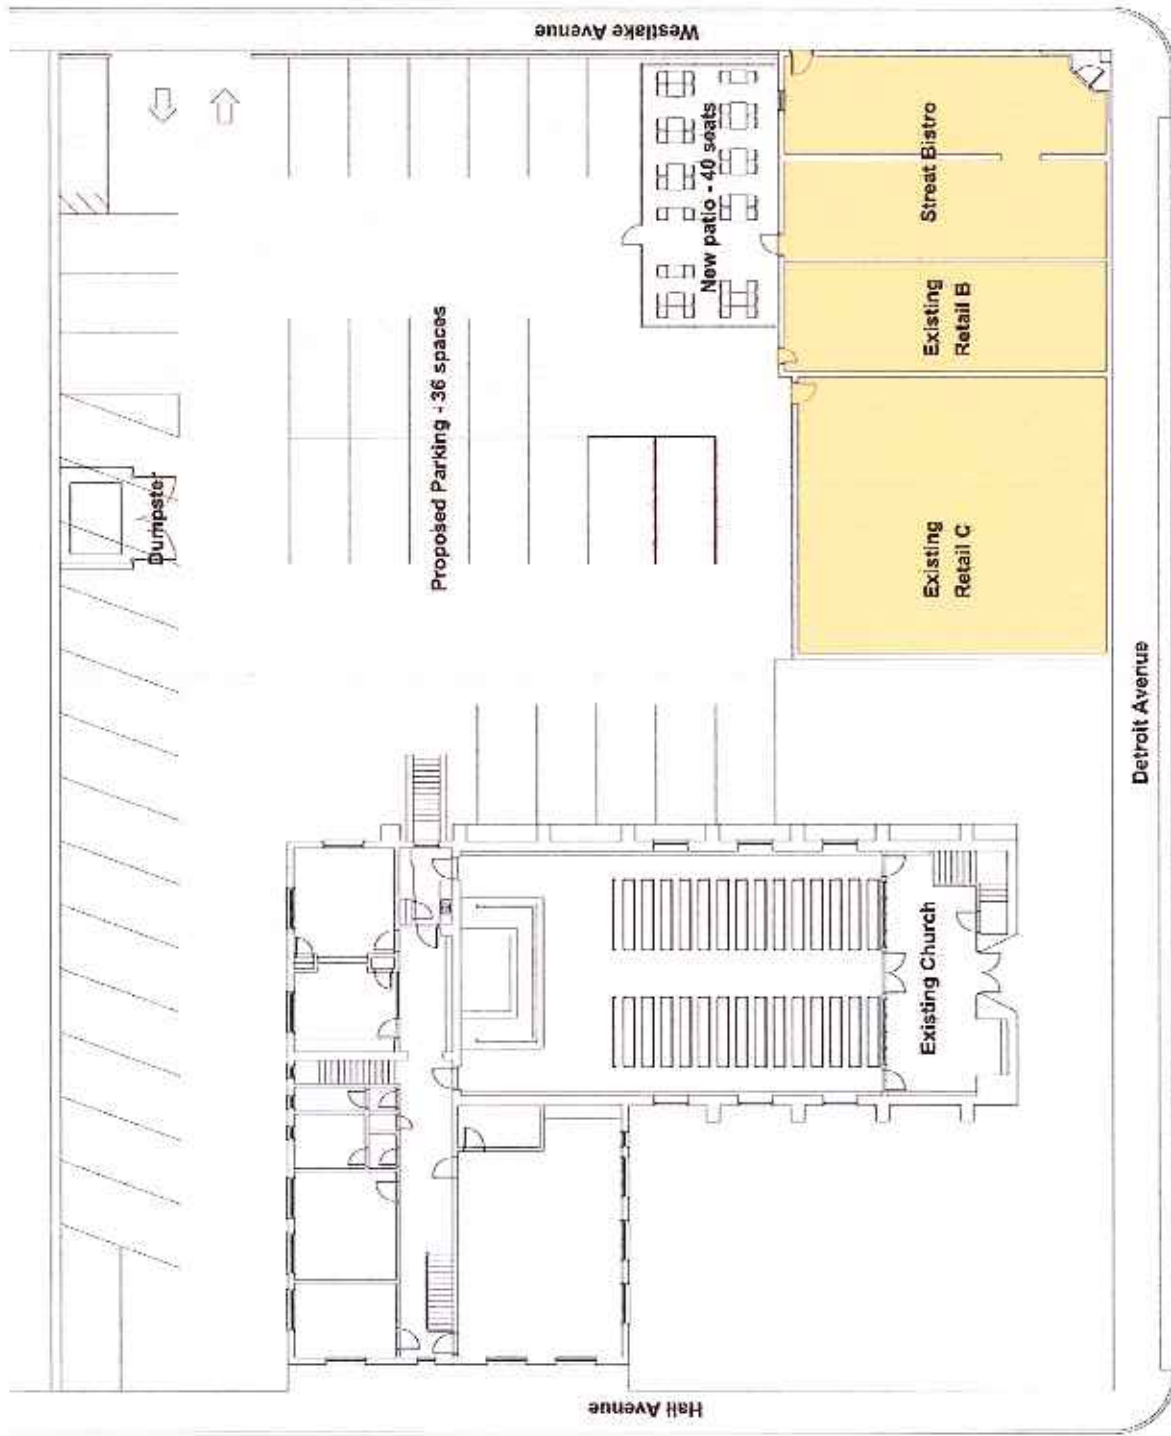 Westlake Avenue
New patio - 40 seats
Streat Bistro
Existing
Retail B
Proposed Parking - 36 spaces
Dumpster
Existing
Retail C
Detroit Avenue
Existing Church
Hall Avenue